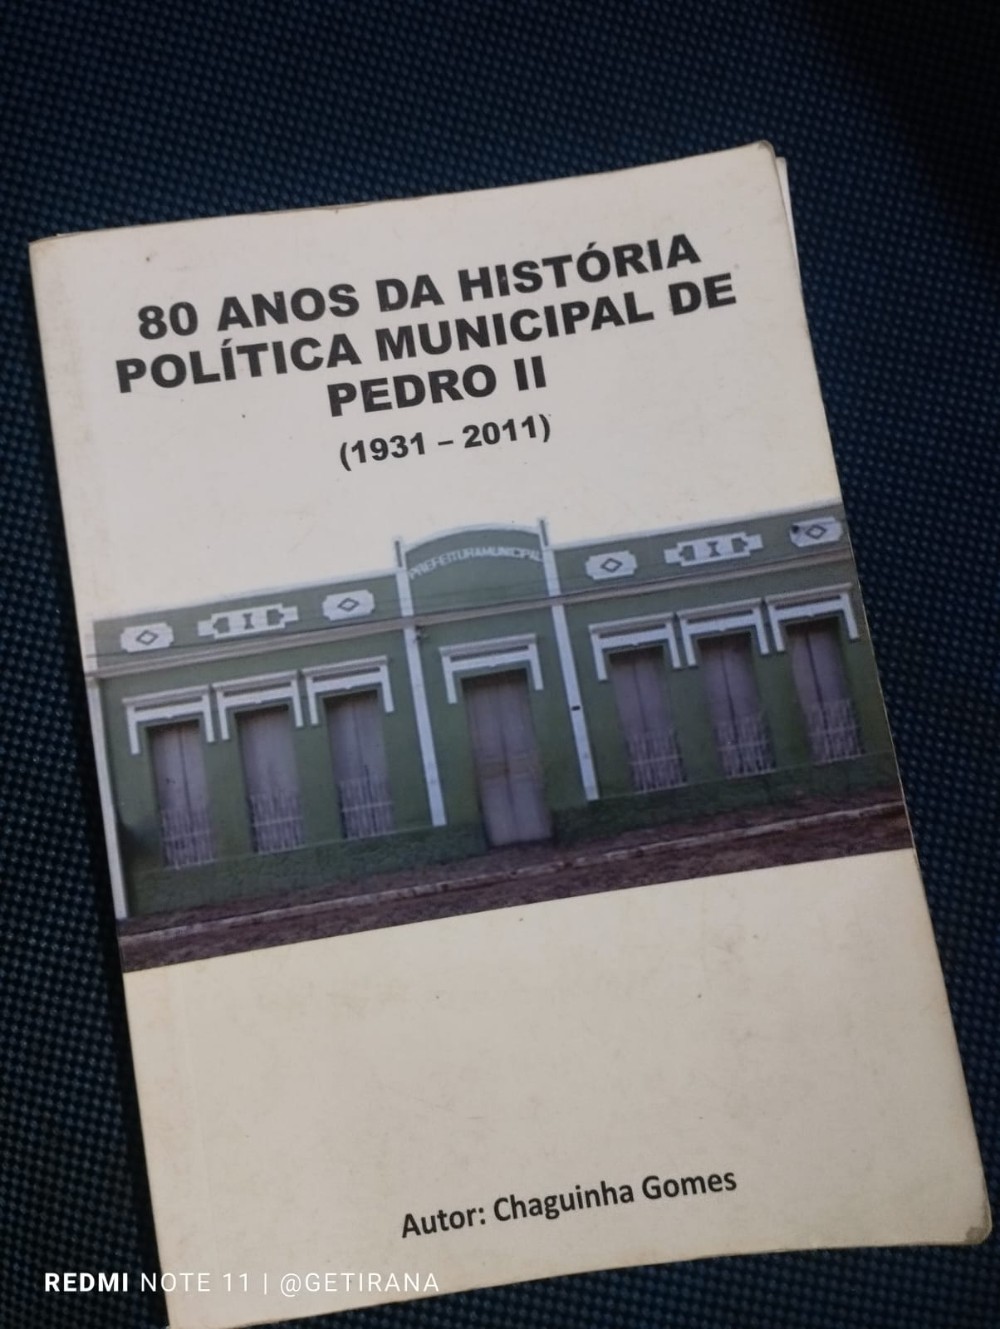 80 ANOS DA HISTÓRIA
POLÍTICA MUNICIPAL DE
PEDRO II
(1931 – 2011)
PREFEITURA MUNICIPAL
Autor: Chaguinha Gomes
REDMI NOTE 11 | @GETIRANA